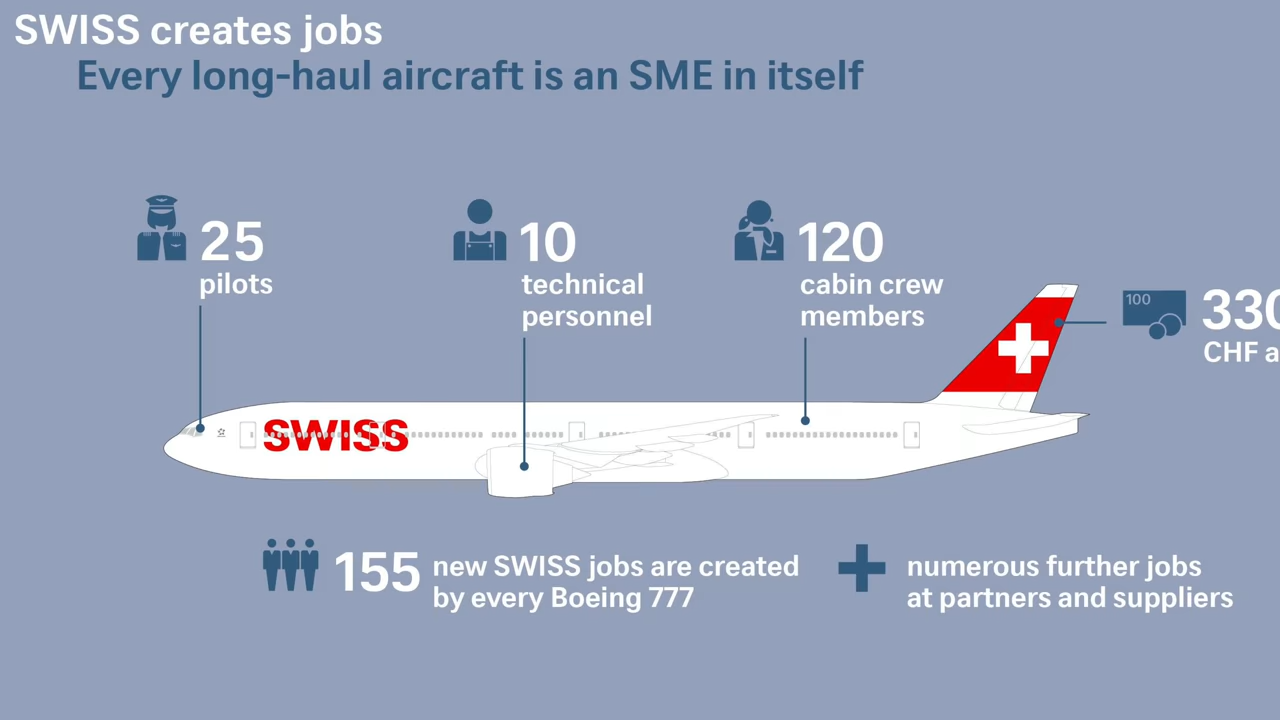 SWISS creates jobs
Every long-haul aircraft is an SME in itself
25
pilots
10
technical
personnel
120
cabin crew
members
100
330
CHF a
SWISS
155
new SWISS jobs are created
by every Boeing 777
numerous further jobs
at partners and suppliers